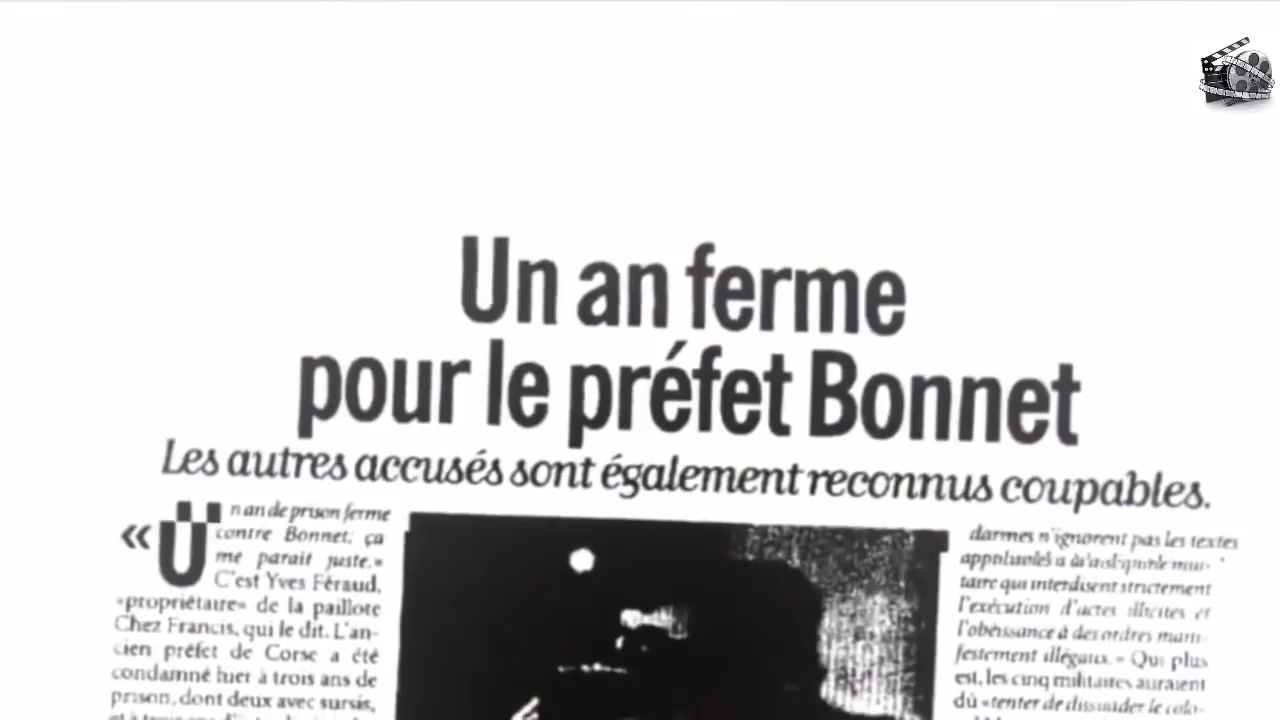 Un an ferme
pour le préfet Bonnet
Les autres accusés sont également reconnus coupables.
«Un an de prison ferme
contre Bonnet: ça
me parait juste.»
C'est Yves Féraud,
«propriétaire» de la paillote
Chez Francis, qui le dit. L'an-
cien préfet de Corse a été
condamné hier à trois ans de
prison, dont deux avec sursis,
darmes n'ignorent pas les textes
taire qui interdisent strictement
l'exécution d'actes illicites et
l'obéissance à des ordres mani-
festement illégaux.» Qui plus
est, les cinq militaires auraient
dû «tenter de dissuader le colo-